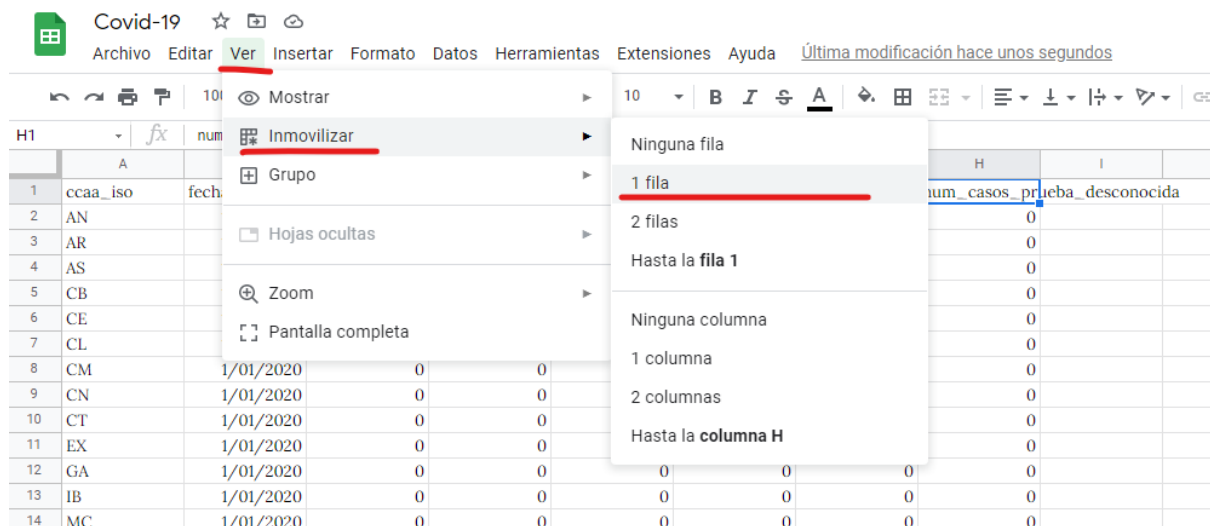 Covid-19
Archivo Editar Ver Insertar Formato Datos Herramientas Extensiones Ayuda Última modificación hace unos segundos
10 B I S A
H1 fx num
Mostrar
Inmovilizar
Grupo
Hojas ocultas
Zoom
Pantalla completa
Ninguna fila
1 fila
2 filas
Hasta la fila 1
Ninguna columna
1 columna
2 columnas
Hasta la columna H
A H I
1 ccaa_iso fech num_casos_prueba_desconocida
2 AN 0
3 AR 0
4 AS 0
5 CB 0
6 CE 0
7 CL 0
8 CM 1/01/2020 0 0 0
9 CN 1/01/2020 0 0 0
10 CT 1/01/2020 0 0 0
11 EX 1/01/2020 0 0 0
12 GA 1/01/2020 0 0 0 0 0 0
13 IB 1/01/2020 0 0 0 0 0 0
14 MC 1/01/2020 0 0 0 0 0 0